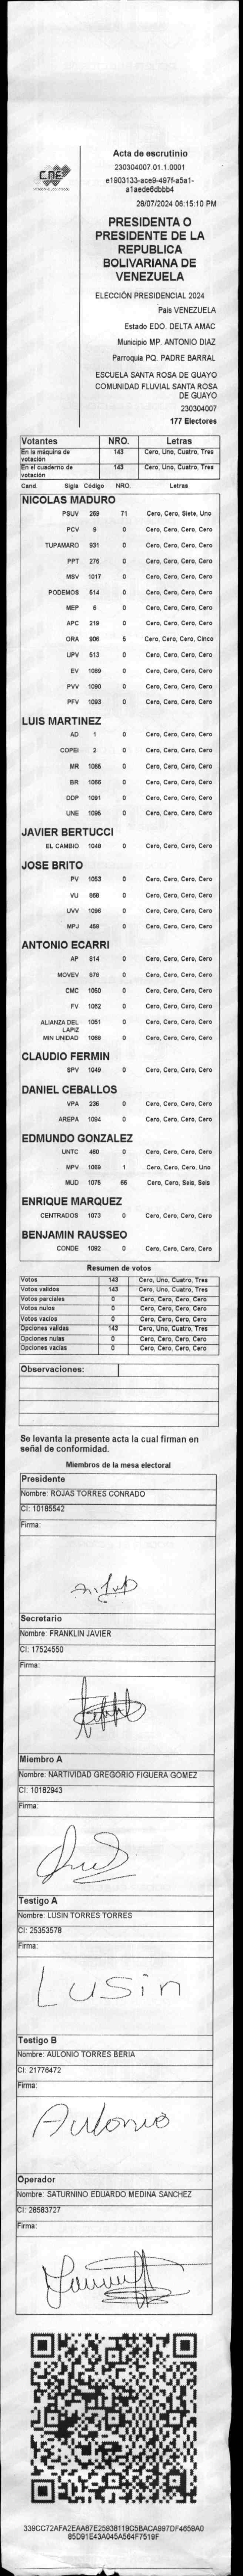 CNE
Acta de escrutinio
230304007.01.1.0001
e1903133-ace9-497f-a5a1-
a1aede6dbbb4
28/07/2024 06:15:10 PM
PRESIDENTA O
PRESIDENTE DE LA
REPUBLICA
BOLIVARIANA DE
VENEZUELA
ELECCIÓN PRESIDENCIAL 2024
Pais VENEZUELA
Estado EDO. DELTA AMAC
Municipio MP. ANTONIO DIAZ
Parroquia PQ. PADRE BARRAL
ESCUELA SANTA ROSA DE GUAYO
COMUNIDAD FLUVIAL SANTA ROSA
DE GUAYO
230304007
177 Electores
Votantes NRO. Letras
En la máquina de votación 143 Cero, Uno, Cuatro, Tres
En el cuaderno de votación 143 Cero, Uno, Cuatro, Tres
Cand. Sigla Código NRO. Letras
NICOLAS MADURO
PSUV 269 71 Cero, Cero, Siete, Uno
PCV 9 0 Cero, Cero, Cero, Cero
TUPAMARO 931 0 Cero, Cero, Cero, Cero
PPT 276 0 Cero, Cero, Cero, Cero
MSV 1017 0 Cero, Cero, Cero, Cero
PODEMOS 514 0 Cero, Cero, Cero, Cero
MEP 6 0 Cero, Cero, Cero, Cero
APC 219 0 Cero, Cero, Cero, Cero
ORA 906 5 Cero, Cero, Cero, Cinco
UPV 513 0 Cero, Cero, Cero, Cero
EV 1089 0 Cero, Cero, Cero, Cero
PVV 1090 0 Cero, Cero, Cero, Cero
PFV 1093 0 Cero, Cero, Cero, Cero
LUIS MARTINEZ
AD 1 0 Cero, Cero, Cero, Cero
COPEI 2 0 Cero, Cero, Cero, Cero
MR 1065 0 Cero, Cero, Cero, Cero
BR 1066 0 Cero, Cero, Cero, Cero
DDP 1091 0 Cero, Cero, Cero, Cero
UNE 1095 0 Cero, Cero, Cero, Cero
JAVIER BERTUCCI
EL CAMBIO 1048 0 Cero, Cero, Cero, Cero
JOSE BRITO
PV 1053 0 Cero, Cero, Cero, Cero
VU 868 0 Cero, Cero, Cero, Cero
UVV 1096 0 Cero, Cero, Cero, Cero
MPJ 458 0 Cero, Cero, Cero, Cero
ANTONIO ECARRI
AP 814 0 Cero, Cero, Cero, Cero
MOVEV 878 0 Cero, Cero, Cero, Cero
CMC 1050 0 Cero, Cero, Cero, Cero
FV 1062 0 Cero, Cero, Cero, Cero
ALIANZA DEL LAPIZ 1051 0 Cero, Cero, Cero, Cero
MIN UNIDAD 1068 0 Cero, Cero, Cero, Cero
CLAUDIO FERMIN
SPV 1049 0 Cero, Cero, Cero, Cero
DANIEL CEBALLOS
VPA 236 0 Cero, Cero, Cero, Cero
AREPA 1094 0 Cero, Cero, Cero, Cero
EDMUNDO GONZALEZ
UNTC 460 0 Cero, Cero, Cero, Cero
MPV 1069 1 Cero, Cero, Cero, Uno
MUD 1075 66 Cero, Cero, Seis, Seis
ENRIQUE MARQUEZ
CENTRADOS 1073 0 Cero, Cero, Cero, Cero
BENJAMIN RAUSSEO
CONDE 1092 0 Cero, Cero, Cero, Cero
Resumen de votos
Votos 143 Cero, Uno, Cuatro, Tres
Votos validos 143 Cero, Uno, Cuatro, Tres
Votos parciales 0 Cero, Cero, Cero, Cero
Votos nulos 0 Cero, Cero, Cero, Cero
Votos vacios 0 Cero, Cero, Cero, Cero
Opciones validas 143 Cero, Uno, Cuatro, Tres
Opciones nulas 0 Cero, Cero, Cero, Cero
Opciones vacias 0 Cero, Cero, Cero, Cero
Observaciones:
Se levanta la presente acta la cual firman en
señal de conformidad.
Miembros de la mesa electoral
Presidente
Nombre: ROJAS TORRES CONRADO
CI: 10185542
Firma:
Secretario
Nombre: FRANKLIN JAVIER
CI: 17524550
Firma:
Miembro A
Nombre: NARTIVIDAD GREGORIO FIGUERA GOMEZ
CI: 10182943
Firma:
Testigo A
Nombre: LUSIN TORRES TORRES
CI: 25353578
Firma:
Lusin
Testigo B
Nombre: AULONIO TORRES BERIA
CI: 21776472
Firma:
Aulonio
Operador
Nombre: SATURNINO EDUARDO MEDINA SANCHEZ
CI: 28583727
Firma:
339CC72AFA2EAA87E25938119C5BACA997DF4659A0
85D91E43A045A564F7519F